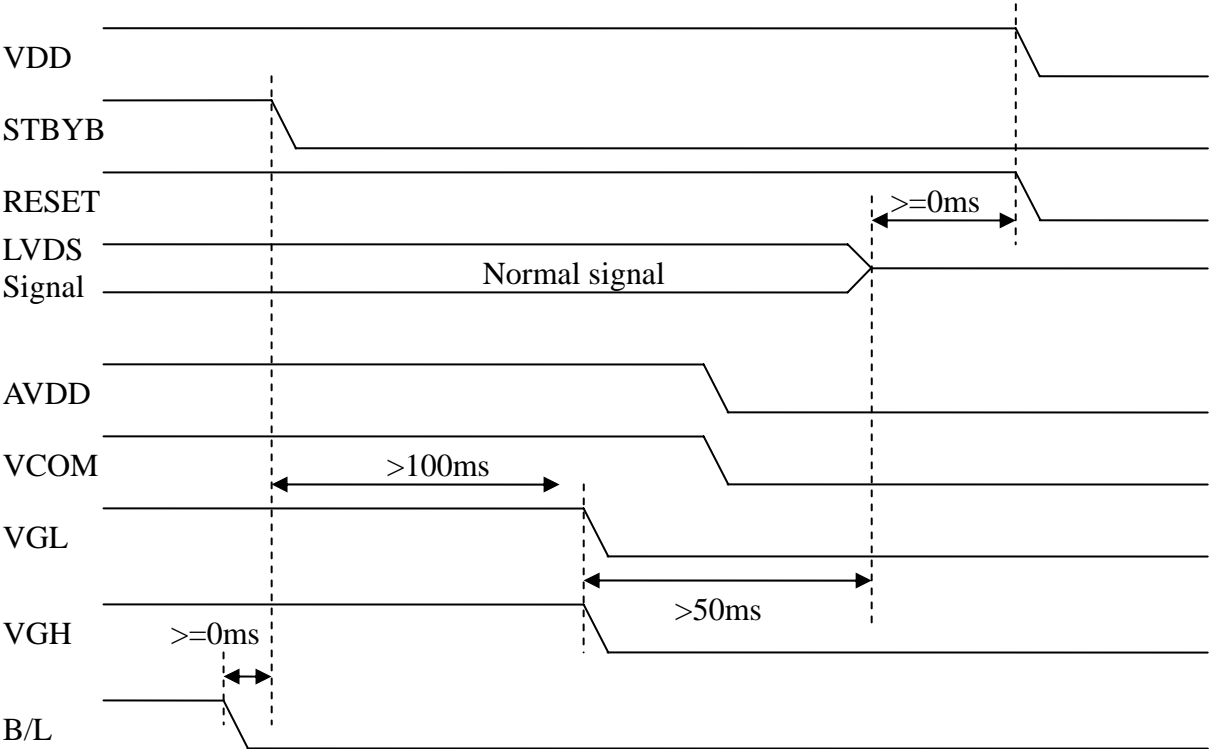 VDD
STBYB
RESET
>=0ms
LVDS
Signal
Normal signal
AVDD
VCOM
>100ms
VGL
>50ms
VGH
>=0ms
B/L